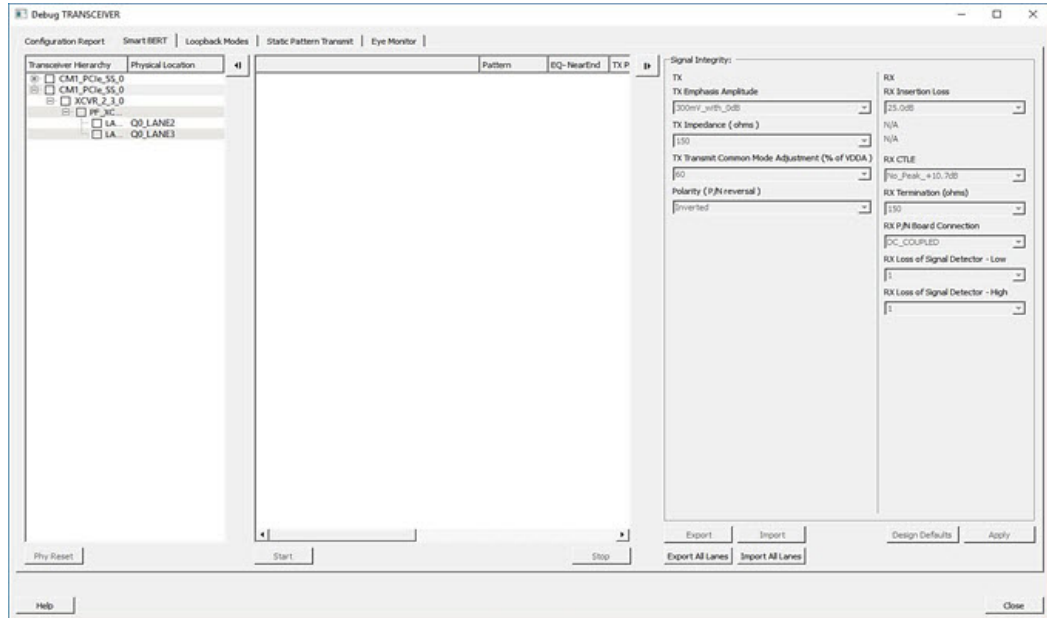 Debug TRANSCEIVER
Configuration Report Smart BERT Loopback Modes Static Pattern Transmit Eye Monitor
Transceiver Hierarchy Physical Location
CM1_PCIe_SS_0
CM1_PCIe_SS_0
XCVR_2_3_0
PF_XC...
LA... Q0_LANE2
LA... Q0_LANE3
Phy Reset
Pattern EQ-NearEnd TX P
Start Stop
Signal Integrity:
TX
TX Emphasis Amplitude
300mV_with_0dB
TX Impedance ( ohms )
150
TX Transmit Common Mode Adjustment (% of VDDA )
60
Polarity ( P/N reversal )
Inverted
RX
RX Insertion Loss
25.0dB
N/A
N/A
RX CTLE
No_Peak_+10.7dB
RX Termination (ohms)
150
RX P/N Board Connection
DC_COUPLED
RX Loss of Signal Detector - Low
1
RX Loss of Signal Detector - High
1
Export Import Design Defaults Apply
Export All Lanes Import All Lanes
Help Close